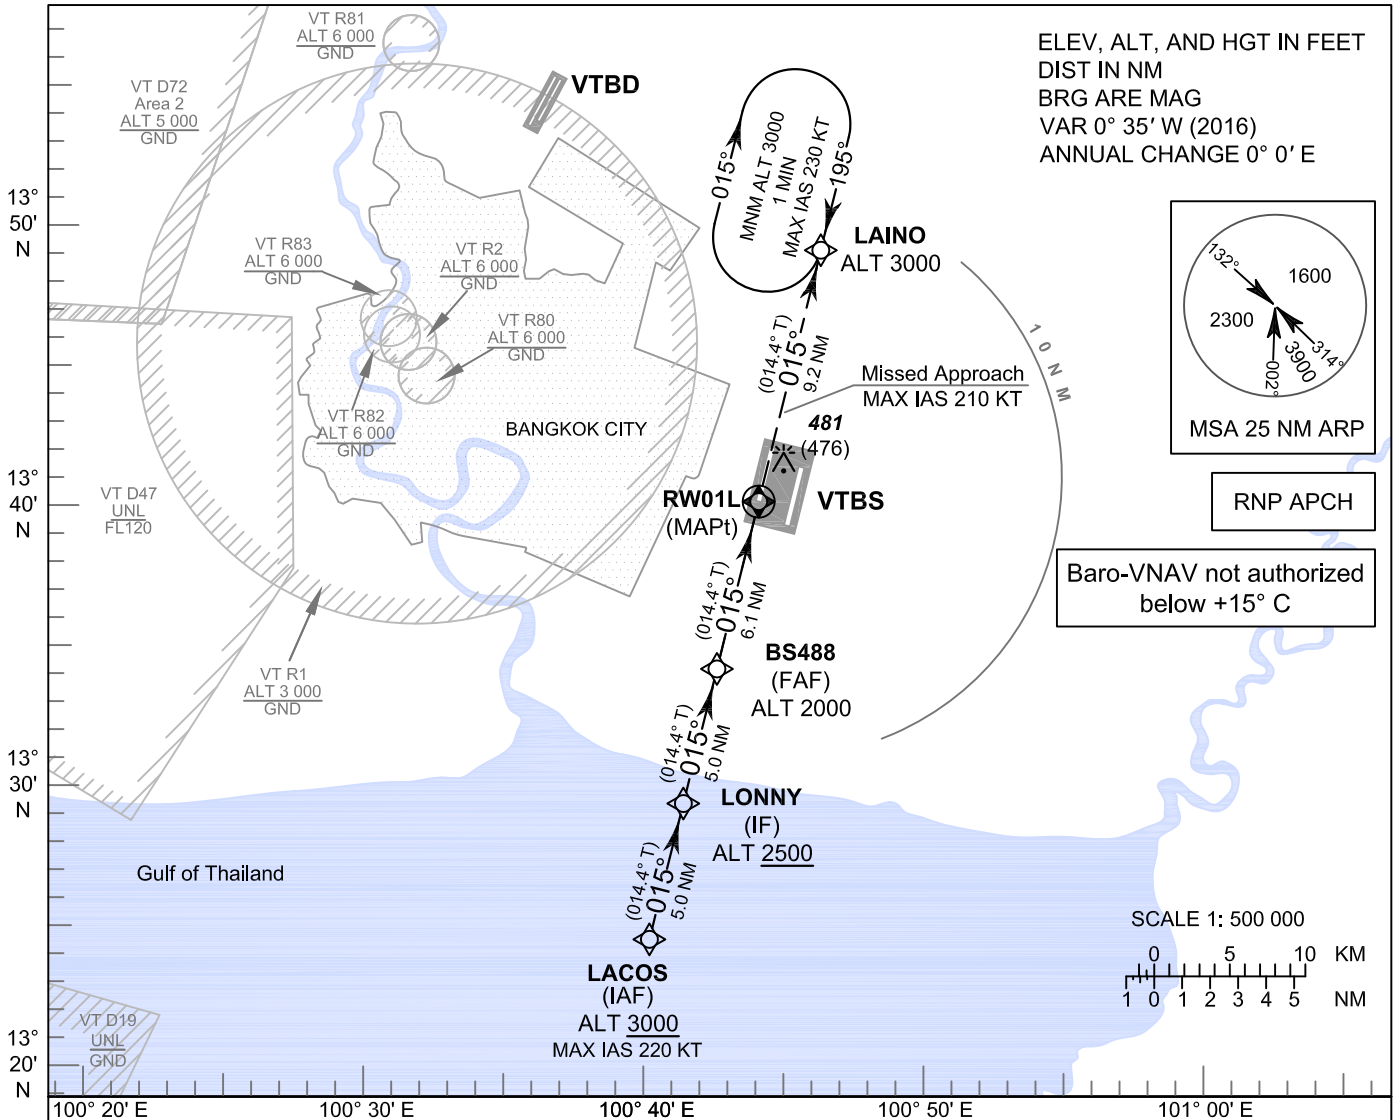 VT R81
ALT 6 000
GND
VT D72
Area 2
ALT 5 000
GND
VTBD
ELEV, ALT, AND HGT IN FEET
DIST IN NM
BRG ARE MAG
VAR 0° 35′ W (2016)
ANNUAL CHANGE 0° 0′ E
015°
MNM ALT 3000
1 MIN
MAX IAS 230 KT
195°
LAINO
ALT 3000
13°
50'
N
VT R83
ALT 6 000
GND
VT R2
ALT 6 000
GND
VT R80
ALT 6 000
GND
VT R82
ALT 6 000
GND
BANGKOK CITY
132°
1600
2300
3900
314°
002°
MSA 25 NM ARP
10 NM
(014.4° T)
015°
9.2 NM
Missed Approach
MAX IAS 210 KT
481
(476)
13°
40'
N
VT D47
UNL
FL120
RW01L
(MAPt)
VTBS
RNP APCH
Baro-VNAV not authorized
below +15° C
(014.4° T)
015°
6.1 NM
BS488
(FAF)
ALT 2000
VT R1
ALT 3 000
GND
(014.4° T)
015°
5.0 NM
13°
30'
N
LONNY
(IF)
ALT 2500
Gulf of Thailand
(014.4° T)
015°
5.0 NM
LACOS
(IAF)
ALT 3000
MAX IAS 220 KT
SCALE 1: 500 000
0 5 10 KM
1 0 1 2 3 4 5 NM
VT D19
UNL
GND
13°
20'
N
100° 20' E 100° 30' E 100° 40' E 100° 50' E 101° 00' E